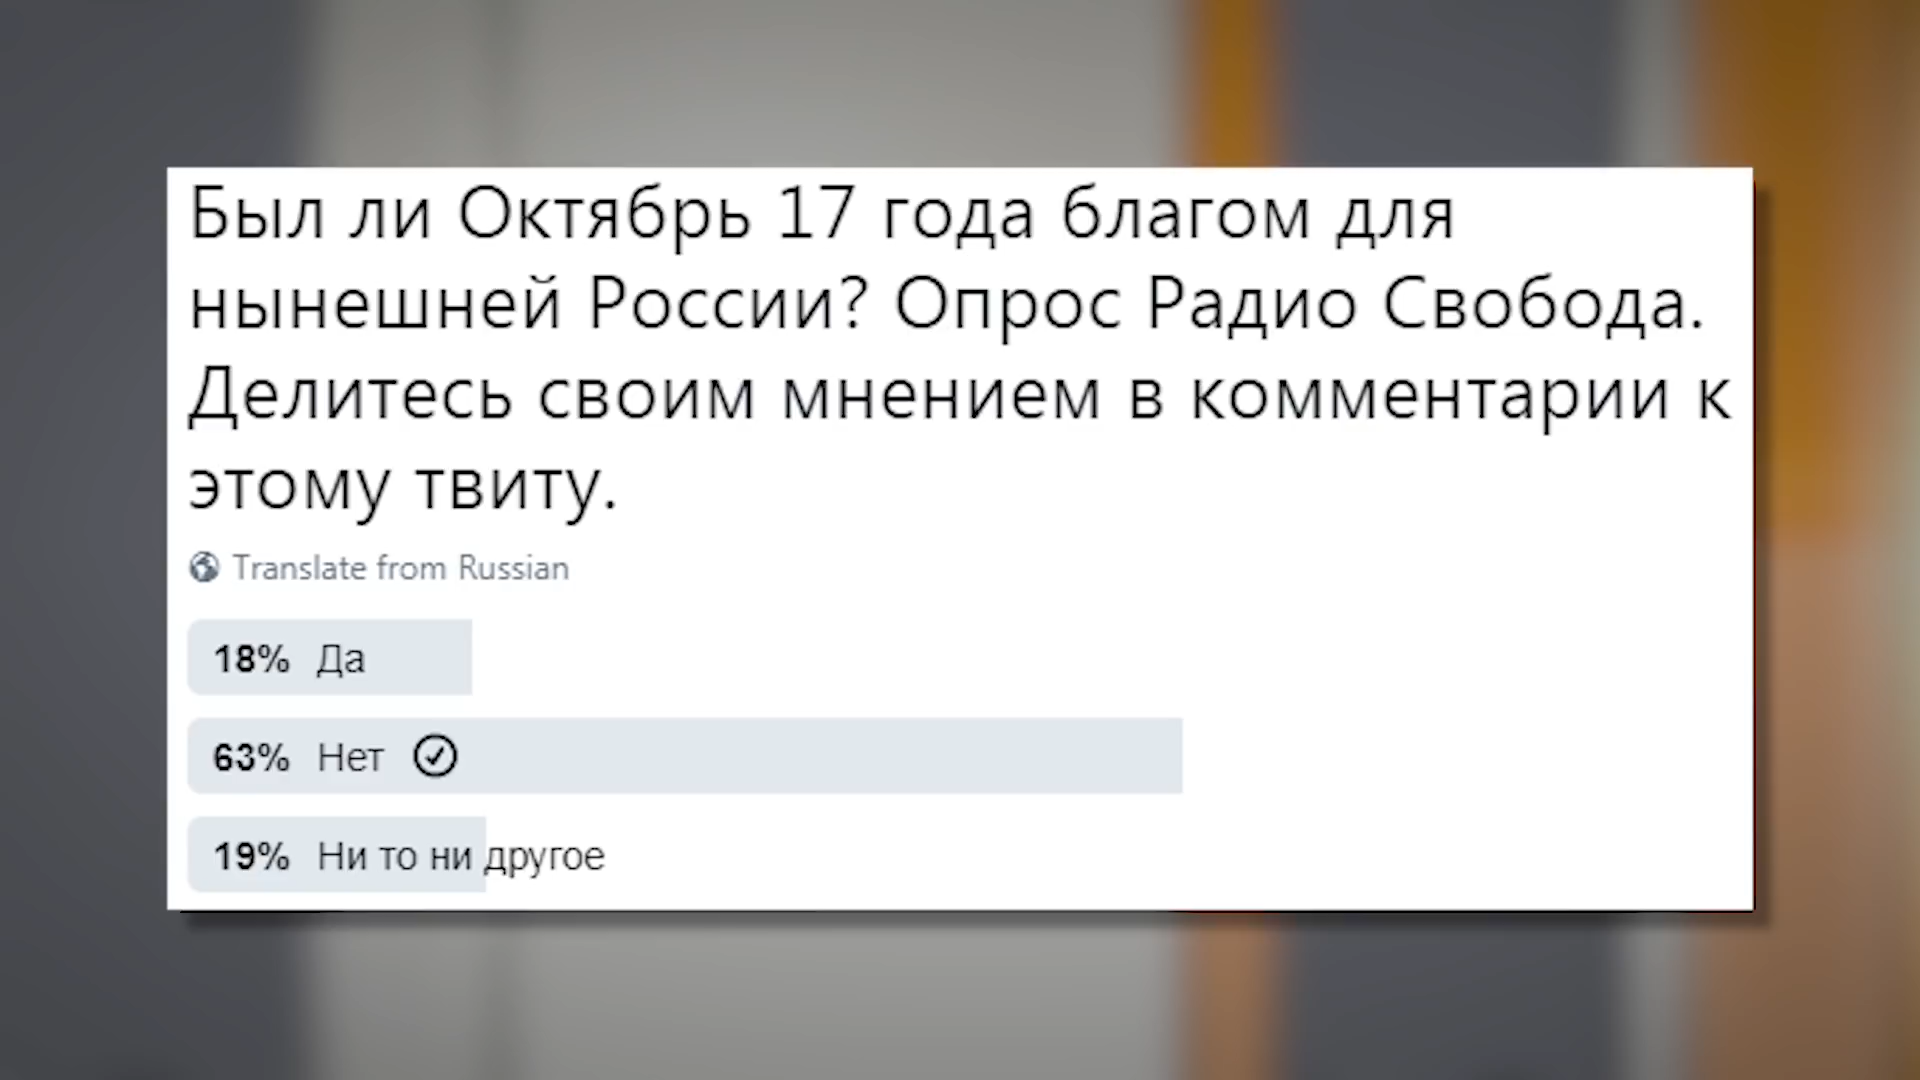 Был ли Октябрь 17 года благом для
нынешней России? Опрос Радио Свобода.
Делитесь своим мнением в комментарии к
этому твиту.
Translate from Russian
18% Да
63% Нет
19% Ни то ни другое